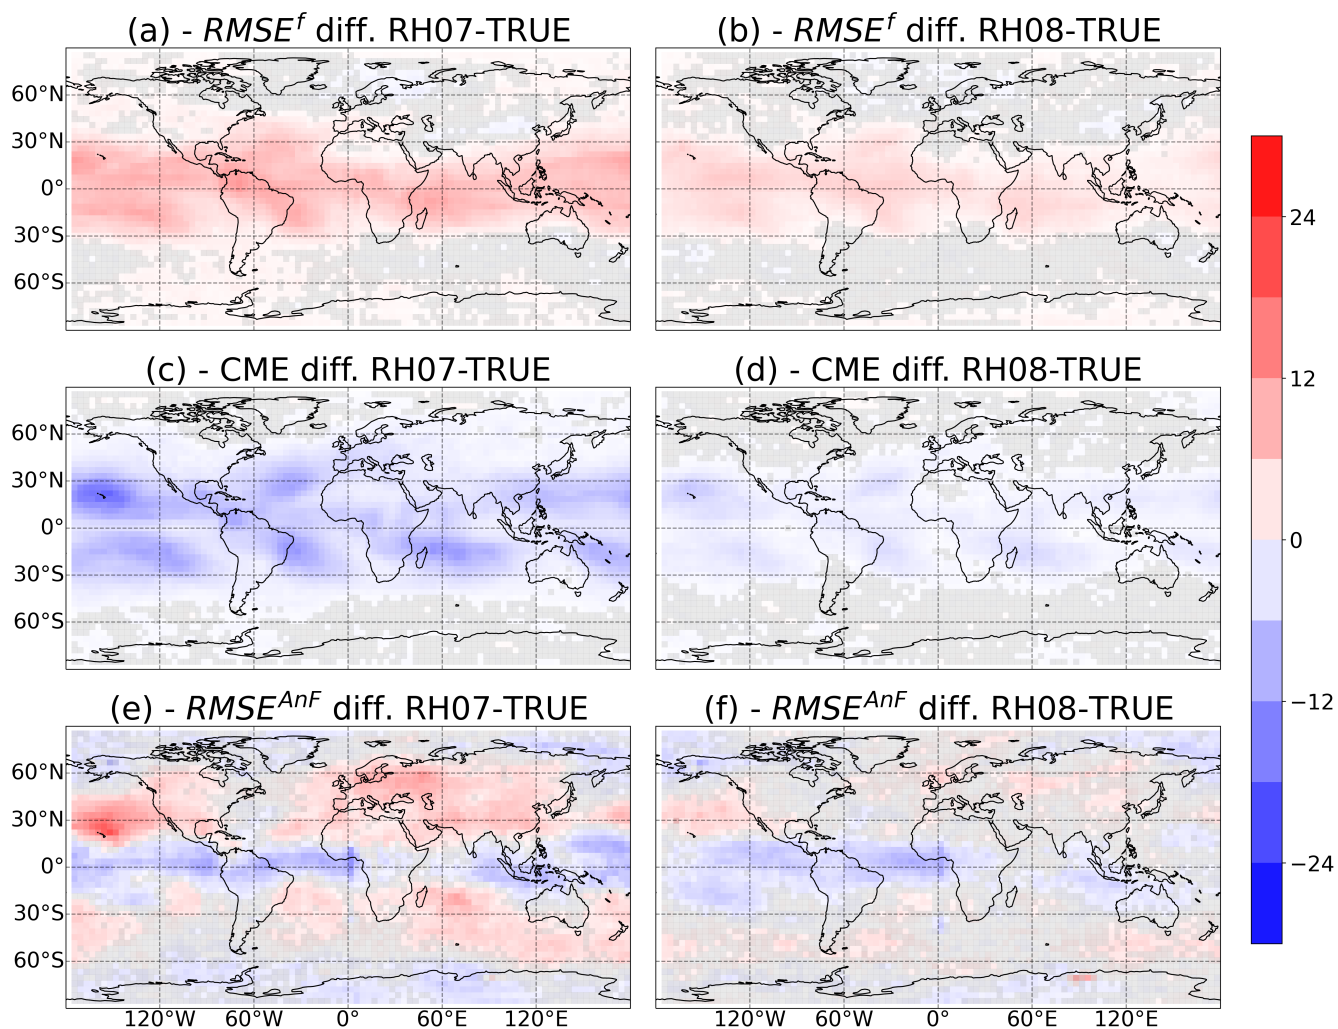 (a) - RMSE^f diff. RH07-TRUE
(b) - RMSE^f diff. RH08-TRUE
60°N
30°N
0°
30°S
60°S
(c) - CME diff. RH07-TRUE
(d) - CME diff. RH08-TRUE
60°N
30°N
0°
30°S
60°S
(e) - RMSE^AnF diff. RH07-TRUE
(f) - RMSE^AnF diff. RH08-TRUE
60°N
30°N
0°
30°S
60°S
120°W 60°W 0° 60°E 120°E
120°W 60°W 0° 60°E 120°E
24
12
0
−12
−24